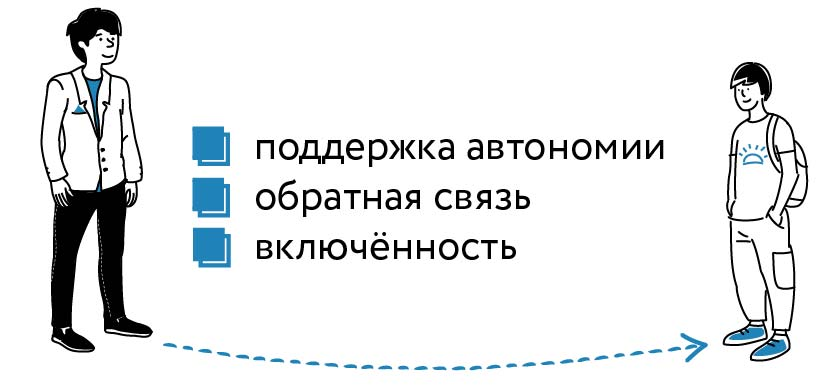 поддержка автономии
обратная связь
включённость